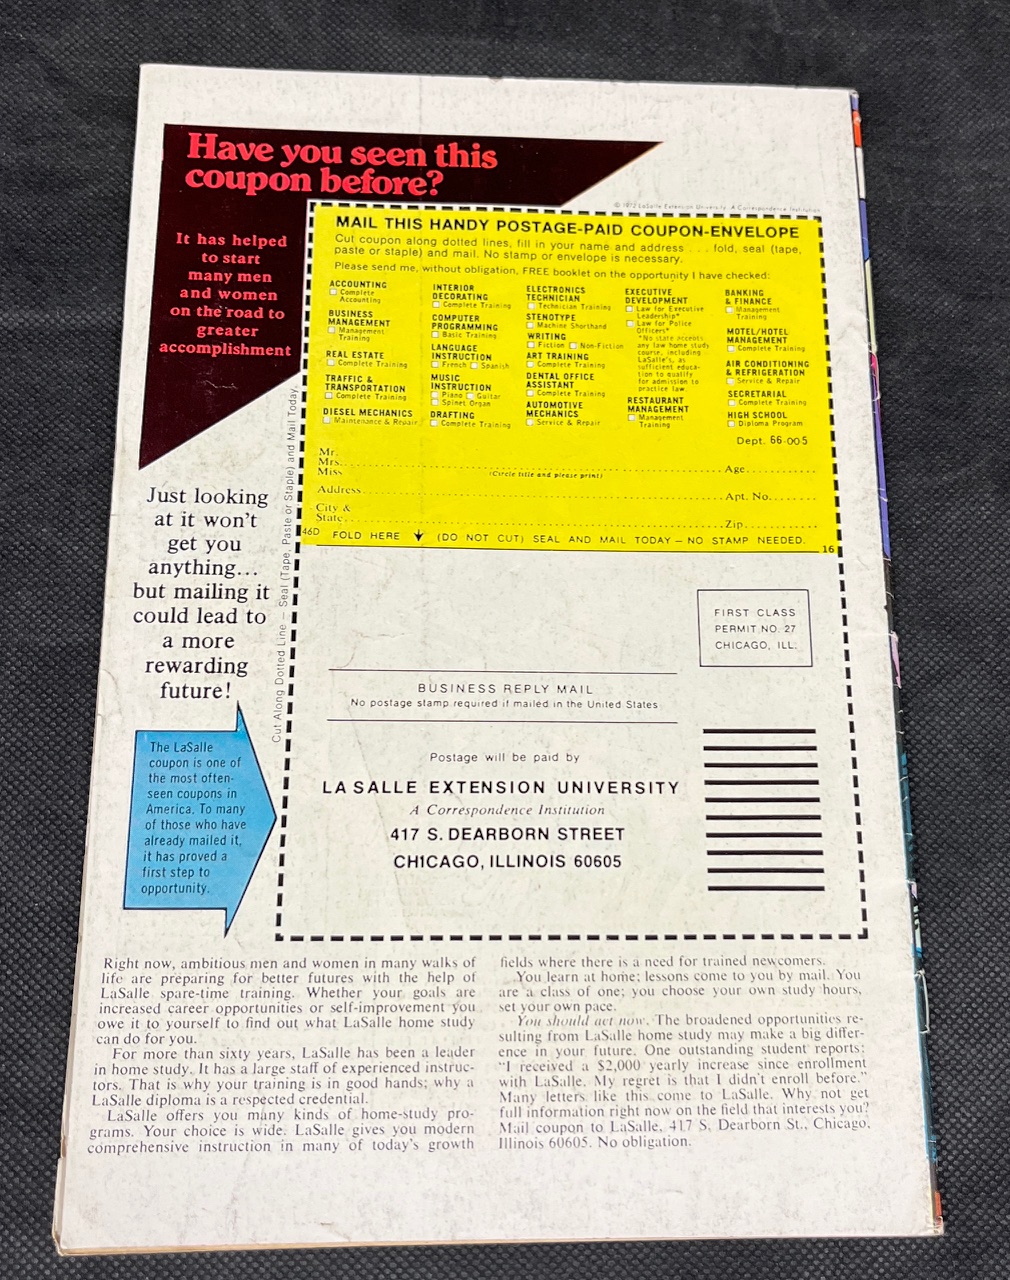 Have you seen this
coupon before?
It has helped
to start
many men
and women
on the road to
greater
accomplishment
© 1972 LaSalle Extension University. A Correspondence Institution
MAIL THIS HANDY POSTAGE-PAID COUPON-ENVELOPE
Cut coupon along dotted lines, fill in your name and address . . . fold, seal (tape,
paste or staple) and mail. No stamp or envelope is necessary.
Please send me, without obligation, FREE booklet on the opportunity I have checked:
ACCOUNTING
Complete
Accounting
BUSINESS
MANAGEMENT
Management
Training
REAL ESTATE
Complete Training
TRAFFIC &
TRANSPORTATION
Complete Training
DIESEL MECHANICS
Maintenance & Repair
INTERIOR
DECORATING
Complete Training
COMPUTER
PROGRAMMING
Basic Training
LANGUAGE
INSTRUCTION
French Spanish
MUSIC
INSTRUCTION
Piano Guitar
Spinet Organ
DRAFTING
Complete Training
ELECTRONICS
TECHNICIAN
Technician Training
STENOTYPE
Machine Shorthand
WRITING
Fiction Non-Fiction
ART TRAINING
Complete Training
DENTAL OFFICE
ASSISTANT
Complete Training
AUTOMOTIVE
MECHANICS
Service & Repair
EXECUTIVE
DEVELOPMENT
Law for Executive
Leadership*
Law for Police
Officers*
*No state accepts
any law home study
course, including
LaSalle's, as
sufficient educa-
tion to qualify
for admission to
practice law.
RESTAURANT
MANAGEMENT
Management
Training
BANKING
& FINANCE
Management
Training
MOTEL/HOTEL
MANAGEMENT
Complete Training
AIR CONDITIONING
& REFRIGERATION
Service & Repair
SECRETARIAL
Complete Training
HIGH SCHOOL
Diploma Program
Dept. 66-005
Mr.
Mrs.
Miss Age
(Circle title and please print)
Address Apt. No.
City &
State Zip
46D FOLD HERE (DO NOT CUT) SEAL AND MAIL TODAY — NO STAMP NEEDED.
16
Cut Along Dotted Line — Seal (Tape, Paste or Staple) and Mail Today.
Just looking
at it won't
get you
anything...
but mailing it
could lead to
a more
rewarding
future!
FIRST CLASS
PERMIT NO. 27
CHICAGO, ILL.
BUSINESS REPLY MAIL
No postage stamp required if mailed in the United States
Postage will be paid by
LA SALLE EXTENSION UNIVERSITY
A Correspondence Institution
417 S. DEARBORN STREET
CHICAGO, ILLINOIS 60605
The LaSalle
coupon is one of
the most often-
seen coupons in
America. To many
of those who have
already mailed it,
it has proved a
first step to
opportunity.
Right now, ambitious men and women in many walks of
life are preparing for better futures with the help of
LaSalle spare-time training. Whether your goals are
increased career opportunities or self-improvement you
owe it to yourself to find out what LaSalle home study
can do for you.
For more than sixty years, LaSalle has been a leader
in home study. It has a large staff of experienced instruc-
tors. That is why your training is in good hands; why a
LaSalle diploma is a respected credential.
LaSalle offers you many kinds of home-study pro-
grams. Your choice is wide. LaSalle gives you modern
comprehensive instruction in many of today's growth
fields where there is a need for trained newcomers.
You learn at home; lessons come to you by mail. You
are a class of one; you choose your own study hours,
set your own pace.
You should act now. The broadened opportunities re-
sulting from LaSalle home study may make a big differ-
ence in your future. One outstanding student reports:
"I received a $2,000 yearly increase since enrollment
with LaSalle. My regret is that I didn't enroll before."
Many letters like this come to LaSalle. Why not get
full information right now on the field that interests you?
Mail coupon to LaSalle, 417 S. Dearborn St., Chicago,
Illinois 60605. No obligation.